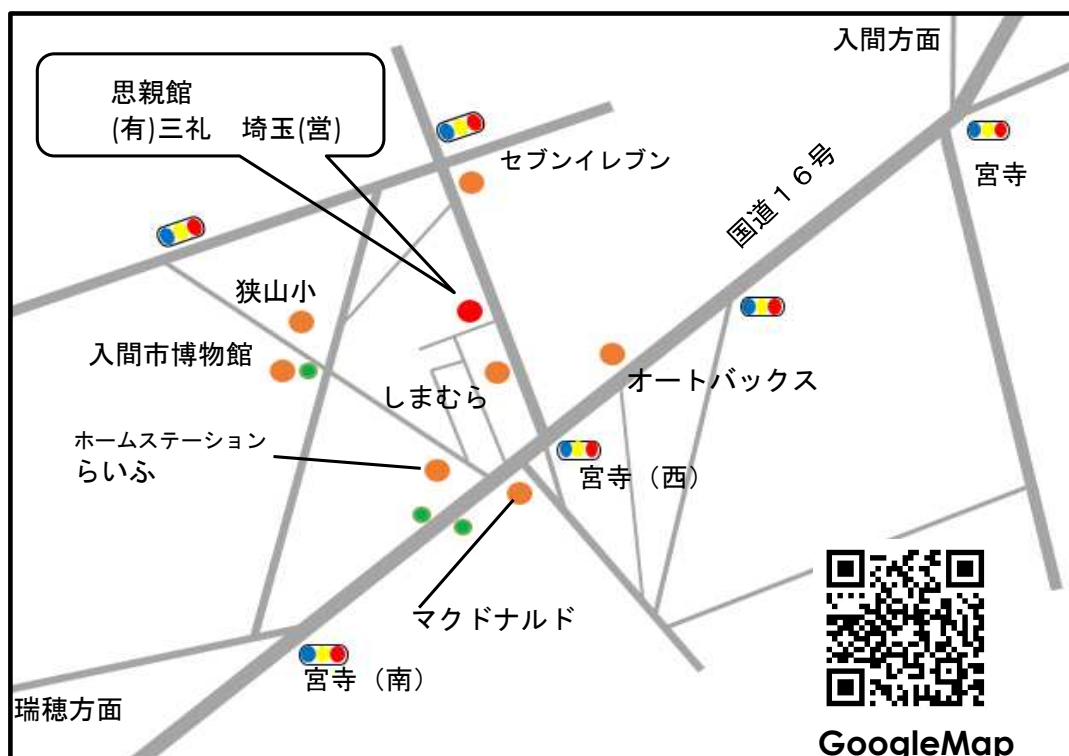 入間方面
思親館
(有)三礼　埼玉(営)
セブンイレブン
国道１６号
宮寺
狭山小
入間市博物館
しまむら
オートバックス
ホームステーション
らいふ
宮寺（西）
マクドナルド
宮寺（南）
瑞穂方面
GoogleMap